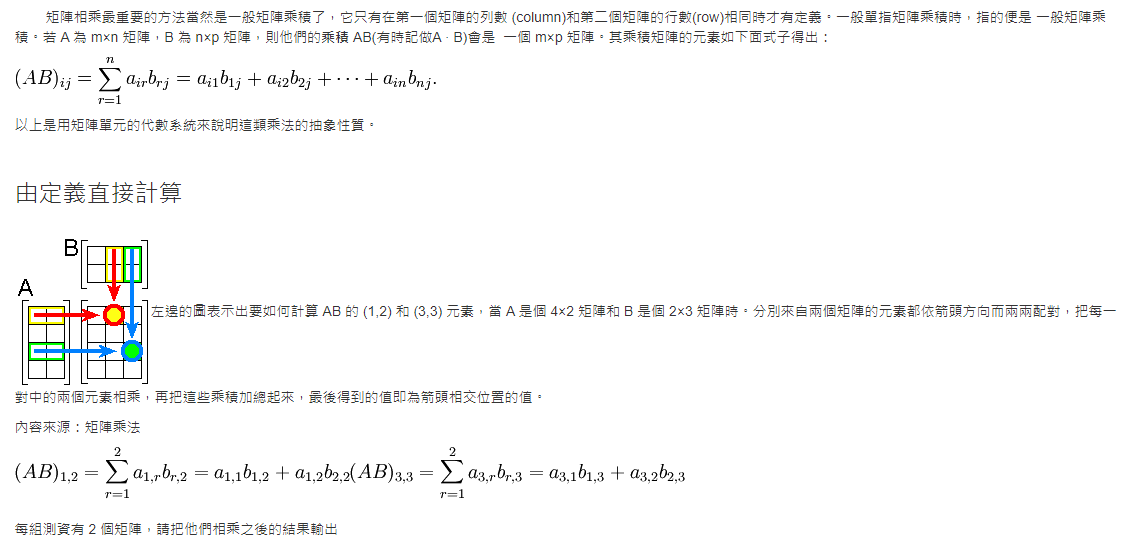 矩陣相乘最重要的方法當然是一般矩陣乘積了，它只有在第一個矩陣的列數 (column)和第二個矩陣的行數(row)相同時才有定義。一般單指矩陣乘積時，指的便是 一般矩陣乘
積。若 A 為 m×n 矩陣，B 為 n×p 矩陣，則他們的乘積 AB(有時記做A · B)會是 一個 m×p 矩陣。其乘積矩陣的元素如下面式子得出：
(AB)_{ij} = \sum_{r=1}^{n} a_{ir}b_{rj} = a_{i1}b_{1j} + a_{i2}b_{2j} + ··· + a_{in}b_{nj}.
以上是用矩陣單元的代數系統來說明這類乘法的抽象性質。
由定義直接計算
B
A
左邊的圖表示出要如何計算 AB 的 (1,2) 和 (3,3) 元素，當 A 是個 4×2 矩陣和 B 是個 2×3 矩陣時。分別來自兩個矩陣的元素都依箭頭方向而兩兩配對，把每一
對中的兩個元素相乘，再把這些乘積加總起來，最後得到的值即為箭頭相交位置的值。
內容來源：矩陣乘法
(AB)_{1,2} = \sum_{r=1}^{2} a_{1,r}b_{r,2} = a_{1,1}b_{1,2} + a_{1,2}b_{2,2}(AB)_{3,3} = \sum_{r=1}^{2} a_{3,r}b_{r,3} = a_{3,1}b_{1,3} + a_{3,2}b_{2,3}
每組測資有 2 個矩陣，請把他們相乘之後的結果輸出